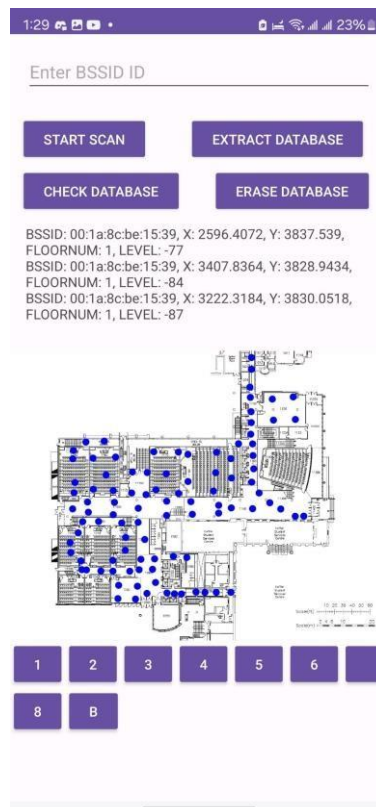 1:29
23%
Enter BSSID ID
START SCAN
EXTRACT DATABASE
CHECK DATABASE
ERASE DATABASE
BSSID: 00:1a:8c:be:15:39, X: 2596.4072, Y: 3837.539,
FLOORNUM: 1, LEVEL: -77
BSSID: 00:1a:8c:be:15:39, X: 3407.8364, Y: 3828.9434,
FLOORNUM: 1, LEVEL: -84
BSSID: 00:1a:8c:be:15:39, X: 3222.3184, Y: 3830.0518,
FLOORNUM: 1, LEVEL: -87
1 2 3 4 5 6
8 B